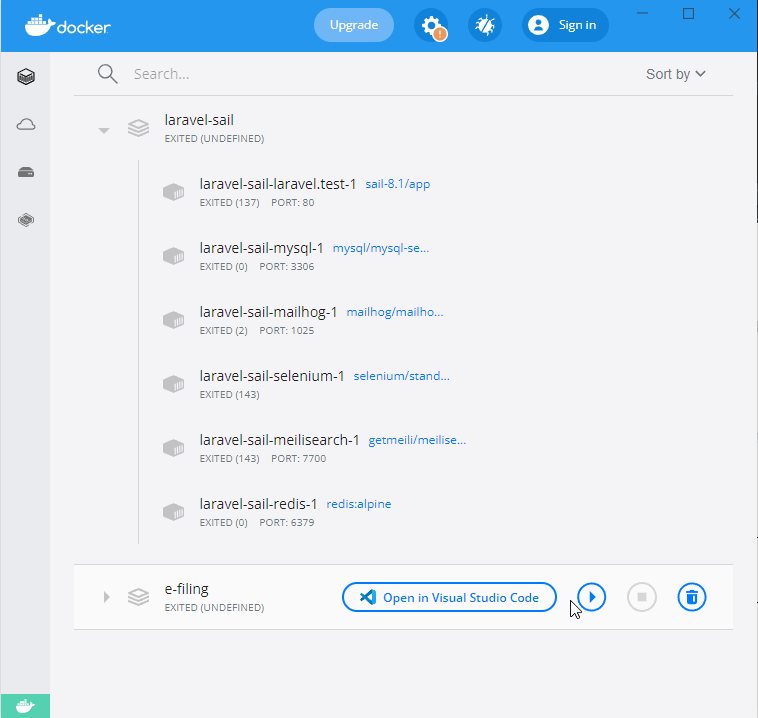 docker
Upgrade
Sign in
Search...
Sort by
laravel-sail
EXITED (UNDEFINED)
laravel-sail-laravel.test-1 sail-8.1/app
EXITED (137) PORT: 80
laravel-sail-mysql-1 mysql/mysql-se...
EXITED (0) PORT: 3306
laravel-sail-mailhog-1 mailhog/mailho...
EXITED (2) PORT: 1025
laravel-sail-selenium-1 selenium/stand...
EXITED (143)
laravel-sail-meilisearch-1 getmeili/meilise...
EXITED (143) PORT: 7700
laravel-sail-redis-1 redis:alpine
EXITED (0) PORT: 6379
e-filing
EXITED (UNDEFINED)
Open in Visual Studio Code